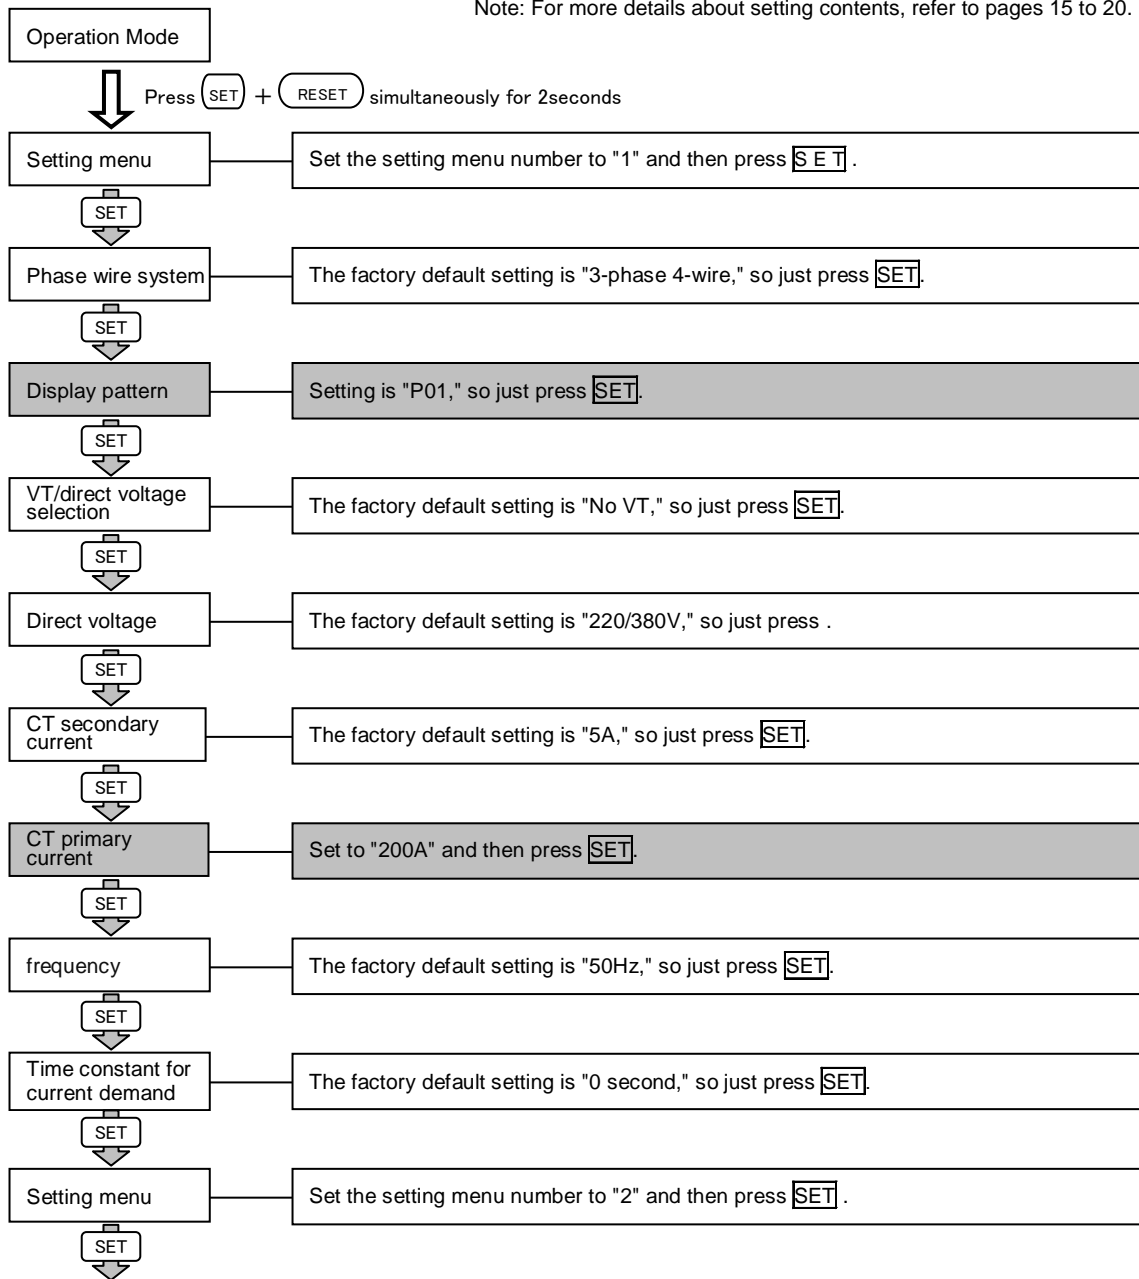 Note: For more details about setting contents, refer to pages 15 to 20.
Operation Mode
Press SET + RESET simultaneously for 2seconds
Setting menu
Set the setting menu number to "1" and then press S E T .
SET
Phase wire system
The factory default setting is "3-phase 4-wire," so just press SET.
SET
Display pattern
Setting is "P01," so just press SET.
SET
VT/direct voltage
selection
The factory default setting is "No VT," so just press SET.
SET
Direct voltage
The factory default setting is "220/380V," so just press .
SET
CT secondary
current
The factory default setting is "5A," so just press SET.
SET
CT primary
current
Set to "200A" and then press SET.
SET
frequency
The factory default setting is "50Hz," so just press SET.
SET
Time constant for
current demand
The factory default setting is "0 second," so just press SET.
SET
Setting menu
Set the setting menu number to "2" and then press SET .
SET